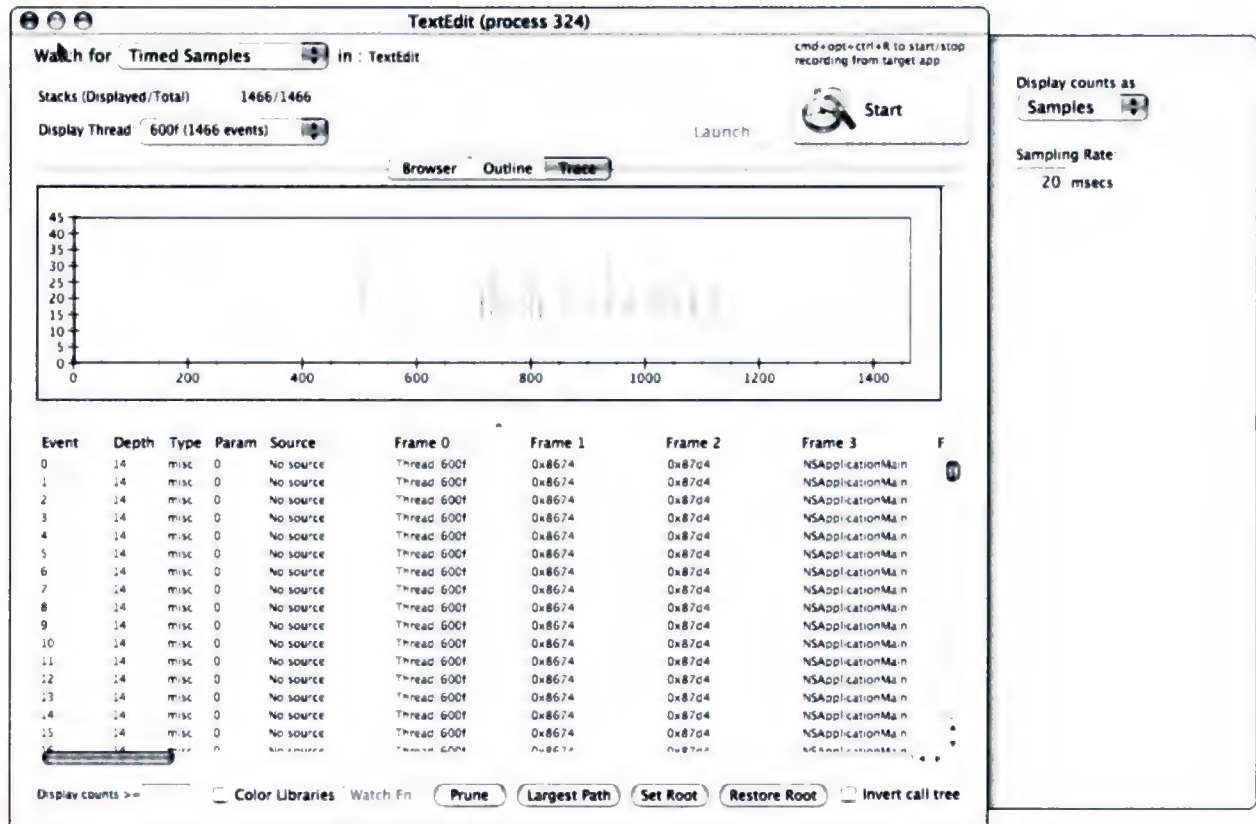 TextEdit (process 324)
Watch for Timed Samples in : TextEdit
cmd+opt+ctrl+R to start/stop
recording from target app
Stacks (Displayed/Total) 1466/1466
Start
Display Thread: 600f (1466 events)
Launch
Display counts as
Samples
Sampling Rate:
20 msecs
Browser Outline Trace
45
40
35
30
25
20
15
10
5
0
0 200 400 600 800 1000 1200 1400
Event Depth Type Param Source Frame 0 Frame 1 Frame 2 Frame 3 F
0 14 misc 0 No source Thread 600f 0x8674 0x87d4 NSApplicationMain
1 14 misc 0 No source Thread 600f 0x8674 0x87d4 NSApplicationMain
2 14 misc 0 No source Thread 600f 0x8674 0x87d4 NSApplicationMain
3 14 misc 0 No source Thread 600f 0x8674 0x87d4 NSApplicationMain
4 14 misc 0 No source Thread 600f 0x8674 0x87d4 NSApplicationMain
5 14 misc 0 No source Thread 600f 0x8674 0x87d4 NSApplicationMain
6 14 misc 0 No source Thread 600f 0x8674 0x87d4 NSApplicationMain
7 14 misc 0 No source Thread 600f 0x8674 0x87d4 NSApplicationMain
8 14 misc 0 No source Thread 600f 0x8674 0x87d4 NSApplicationMain
9 14 misc 0 No source Thread 600f 0x8674 0x87d4 NSApplicationMain
10 14 misc 0 No source Thread 600f 0x8674 0x87d4 NSApplicationMain
11 14 misc 0 No source Thread 600f 0x8674 0x87d4 NSApplicationMain
12 14 misc 0 No source Thread 600f 0x8674 0x87d4 NSApplicationMain
13 14 misc 0 No source Thread 600f 0x8674 0x87d4 NSApplicationMain
14 14 misc 0 No source Thread 600f 0x8674 0x87d4 NSApplicationMain
15 14 misc 0 No source Thread 600f 0x8674 0x87d4 NSApplicationMain
16 14 misc 0 No source Thread 600f 0x8674 0x87d4 NSApplicationMain
Display counts >= Color Libraries Watch Fn Prune Largest Path Set Root Restore Root Invert call tree